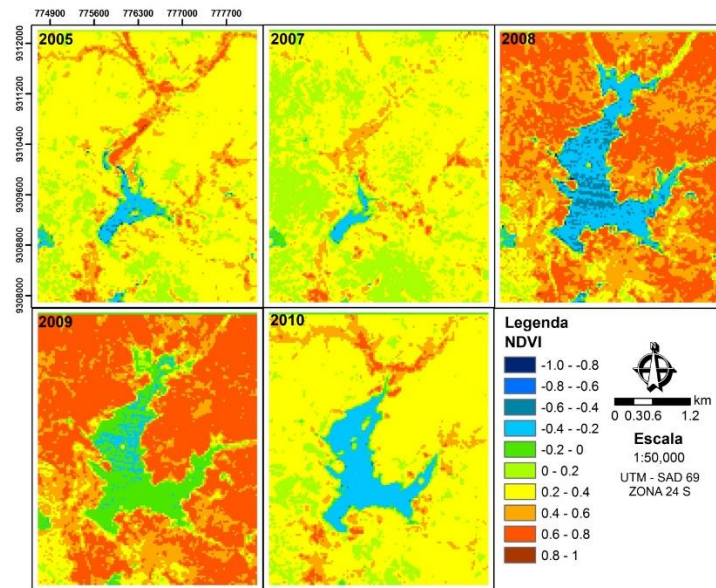 774900 775600 776300 777000 777700
9312000
9311200
9310400
9309600
9308800
9308000
2005
2007
2008
2009
2010
Legenda
NDVI
-1.0 - -0.8
-0.8 - -0.6
-0.6 - -0.4
-0.4 - -0.2
-0.2 - 0
0 - 0.2
0.2 - 0.4
0.4 - 0.6
0.6 - 0.8
0.8 - 1
km
0 0.30.6 1.2
Escala
1:50,000
UTM - SAD 69
ZONA 24 S